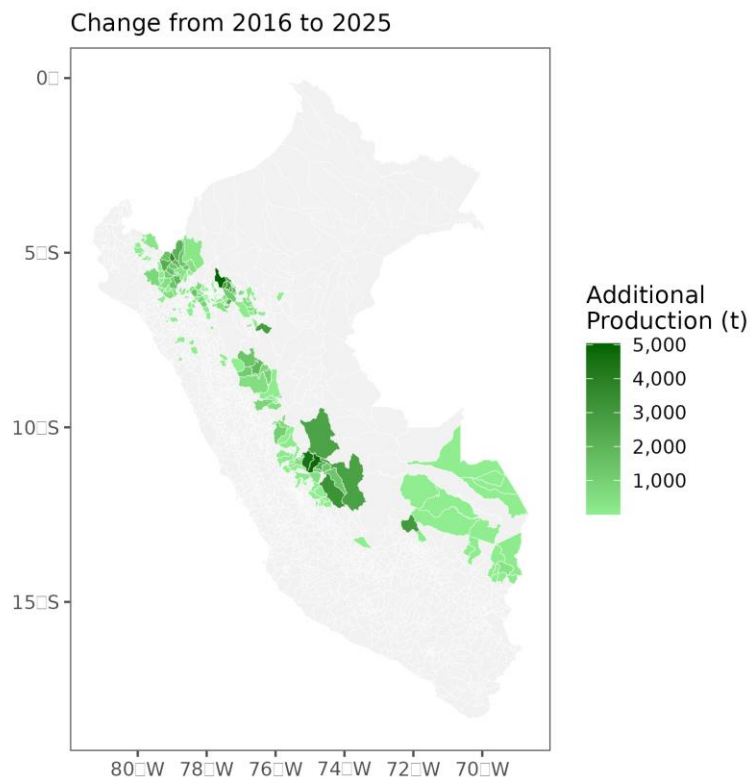 Change from 2016 to 2025
0□
5□S
10□S
15□S
80□W 78□W 76□W 74□W 72□W 70□W
Additional
Production (t)
5,000
4,000
3,000
2,000
1,000